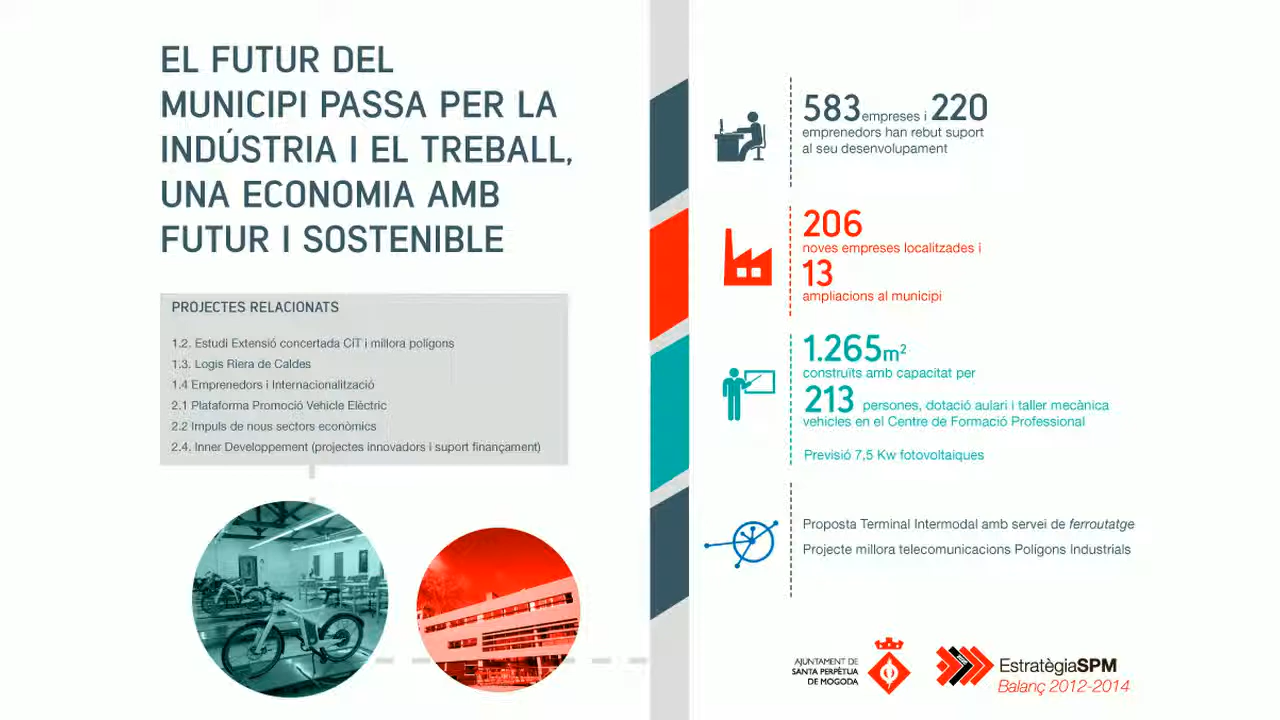 EL FUTUR DEL
MUNICIPI PASSA PER LA
INDÚSTRIA I EL TREBALL,
UNA ECONOMIA AMB
FUTUR I SOSTENIBLE
PROJECTES RELACIONATS
1.2. Estudi Extensió concertada CiT i millora polígons
1.3. Logis Riera de Caldes
1.4 Emprenedors i Internacionalització
2.1 Plataforma Promoció Vehicle Elèctric
2.2 Impuls de nous sectors econòmics
2.4. Inner Developpement (projectes innovadors i suport finançament)
583 empreses i 220
emprenedors han rebut suport
al seu desenvolupament
206
noves empreses localitzades i
13
ampliacions al municipi
1.265m²
construïts amb capacitat per
213 persones, dotació aulari i taller mecànica
vehicles en el Centre de Formació Professional
Previsió 7,5 Kw fotovoltaiques
Proposta Terminal Intermodal amb servei de ferroutatge
Projecte millora telecomunicacions Polígons Industrials
AJUNTAMENT DE
SANTA PERPÈTUA
DE MOGODA
EstratègiaSPM
Balanç 2012-2014